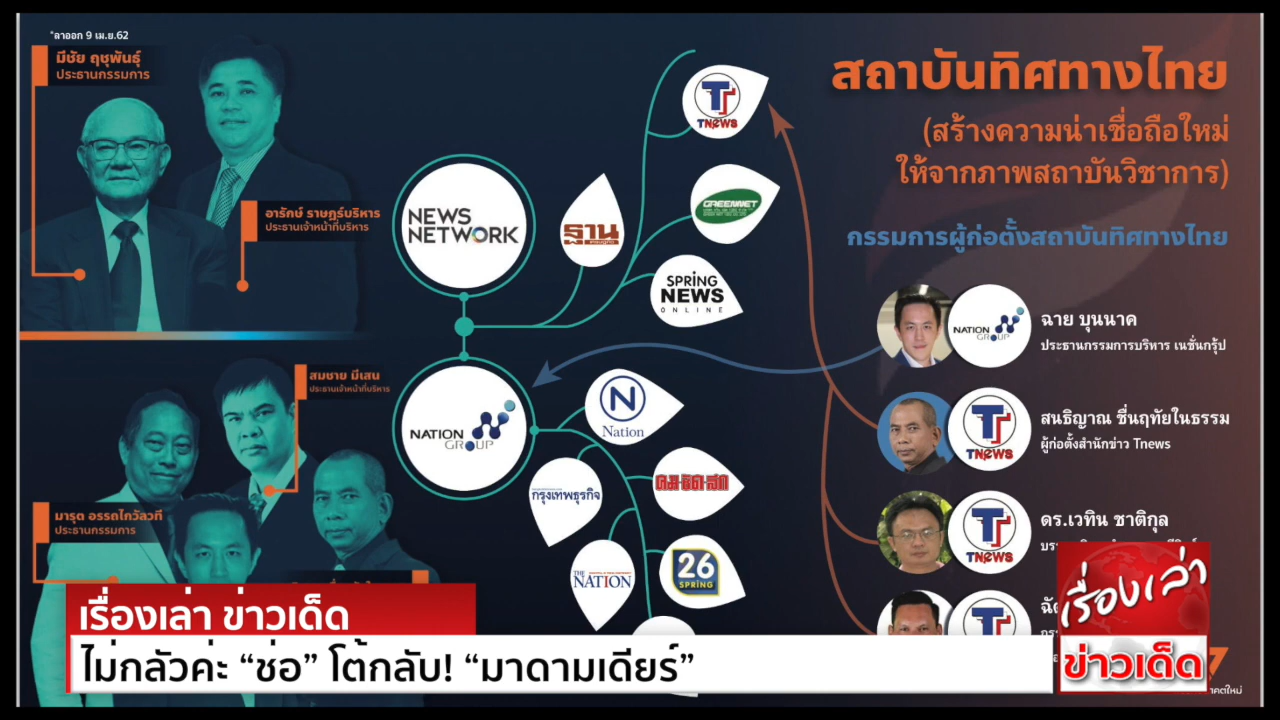 *ลาออก 9 เม.ย.62
มีชัย ฤชุพันธุ์
ประธานกรรมการ
อารักษ์ ราษฎร์บริหาร
ประธานเจ้าหน้าที่บริหาร
สมชาย มีเสน
ประธานเจ้าหน้าที่บริหาร
มารุต อรรถไกวัลวที
ประธานกรรมการ
NEWS
NETWORK
ฐาน
เศรษฐกิจ
TNEWS
GREENNET
SPRiNG
NEWS
ONLINE
NATION
GROUP
N
Nation
กรุงเทพธุรกิจ
คม ชัด ลึก
THE
NATION
26
SPRiNG
สถาบันทิศทางไทย
(สร้างความน่าเชื่อถือใหม่
ให้จากภาพสถาบันวิชาการ)
กรรมการผู้ก่อตั้งสถาบันทิศทางไทย
NATION
GROUP
ฉาย บุนนาค
ประธานกรรมการบริหาร เนชั่นกรุ้ป
TNEWS
สนธิญาณ ชื่นฤทัยในธรรม
ผู้ก่อตั้งสำนักข่าว Tnews
TNEWS
ดร.เวทิน ชาติกุล
เรื่องเล่า
ข่าวเด็ด
เรื่องเล่า ข่าวเด็ด
ไม่กลัวค่ะ “ช่อ” โต้กลับ! “มาดามเดียร์”